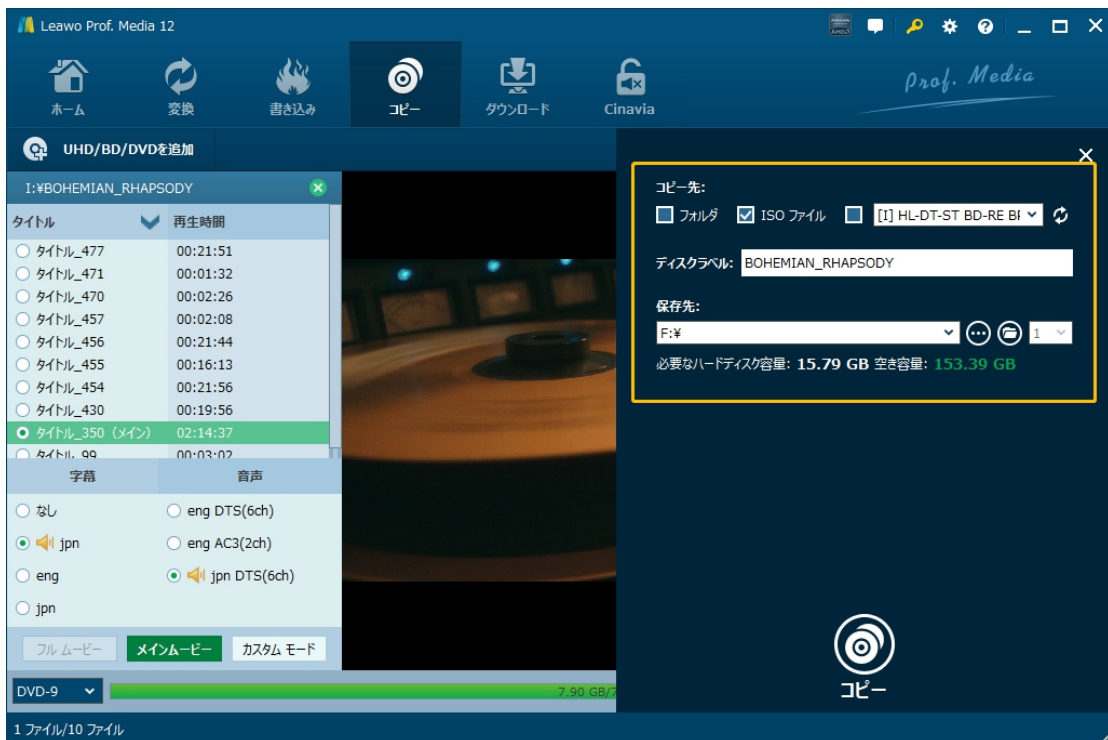 Leawo Prof. Media 12
ホーム 変換 書き込み コピー ダウンロード Cinavia
Prof. Media
UHD/BD/DVDを追加
I:¥BOHEMIAN_RHAPSODY
タイトル 再生時間
タイトル_477 00:21:51
タイトル_471 00:01:32
タイトル_470 00:02:26
タイトル_457 00:02:08
タイトル_456 00:21:44
タイトル_455 00:16:13
タイトル_454 00:21:56
タイトル_430 00:19:56
タイトル_350（メイン） 02:14:37
タイトル_99 00:03:02
字幕 音声
なし eng DTS(6ch)
jpn eng AC3(2ch)
eng jpn DTS(6ch)
jpn
フル ムービー メインムービー カスタム モード
DVD-9 7.90 GB/7
1 ファイル/10 ファイル
コピー先:
フォルダ ISO ファイル [I] HL-DT-ST BD-RE
ディスクラベル: BOHEMIAN_RHAPSODY
保存先:
F:¥ 1
必要なハードディスク容量: 15.79 GB 空き容量: 153.39 GB
コピー